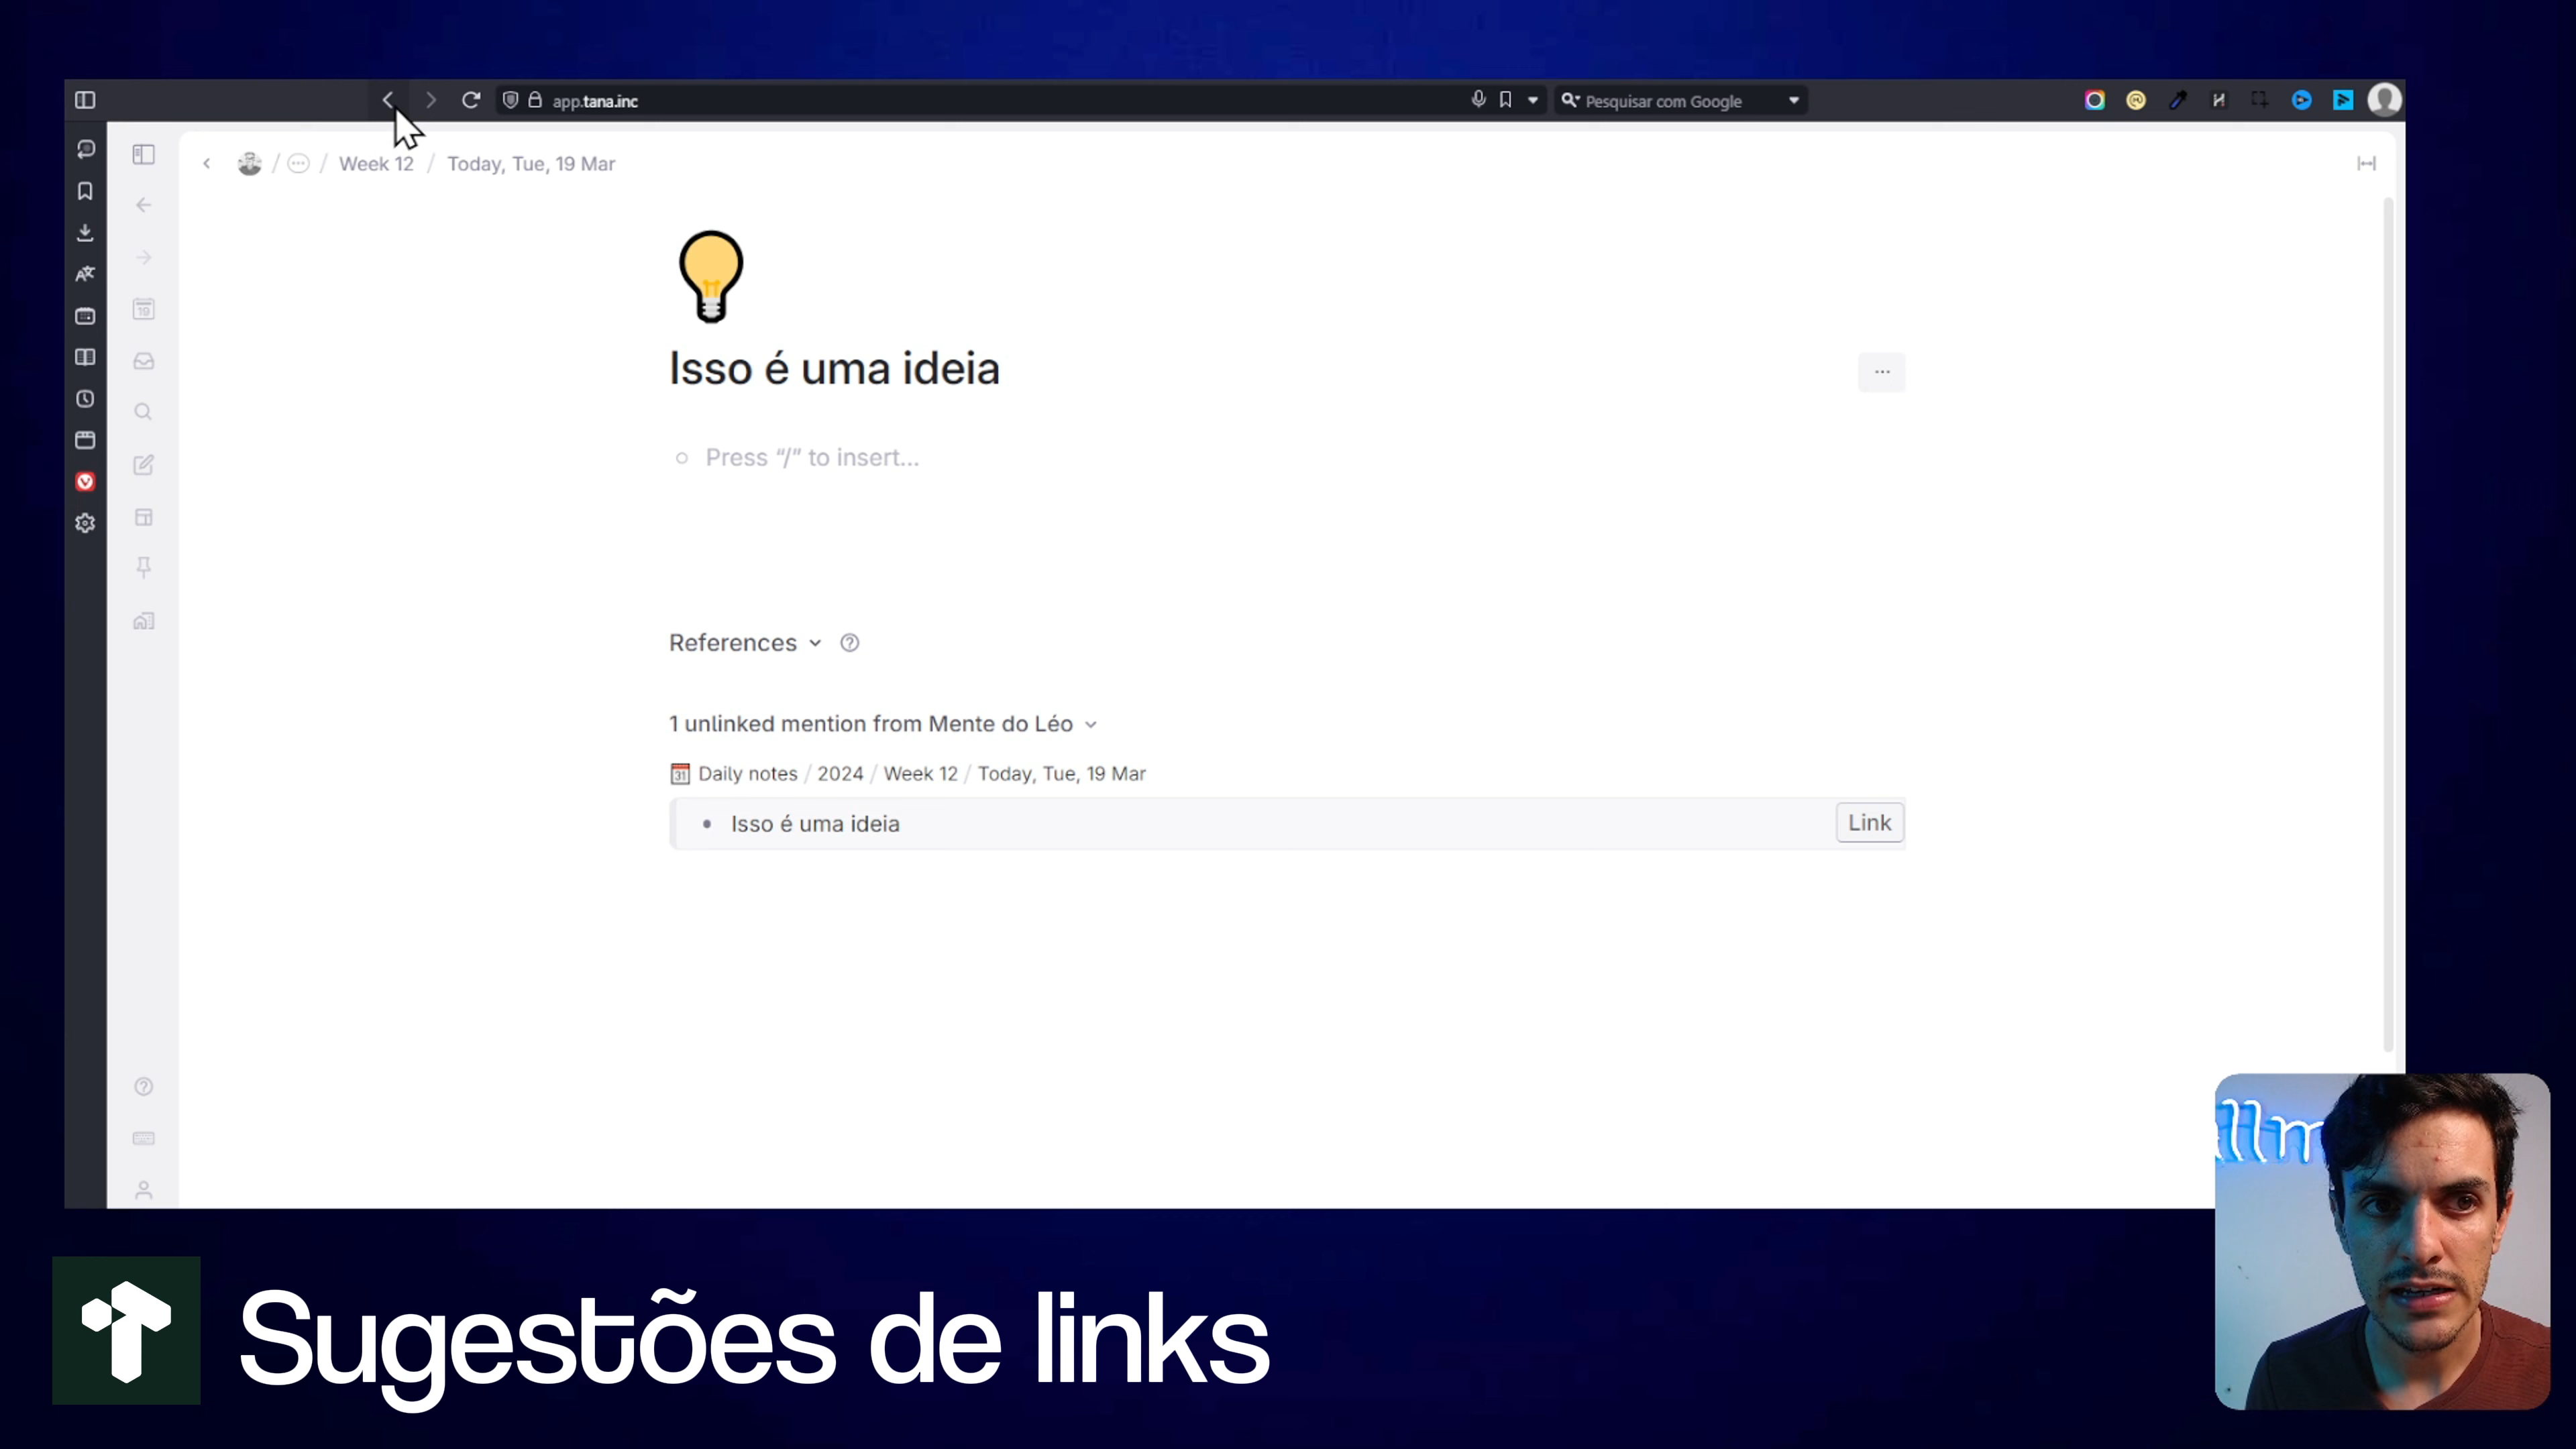 app.tana.inc
Pesquisar com Google
Week 12 / Today, Tue, 19 Mar
19
Isso é uma ideia
...
Press “/” to insert...
References
1 unlinked mention from Mente do Léo
31 Daily notes / 2024 / Week 12 / Today, Tue, 19 Mar
Isso é uma ideia
Link
Sugestões de links